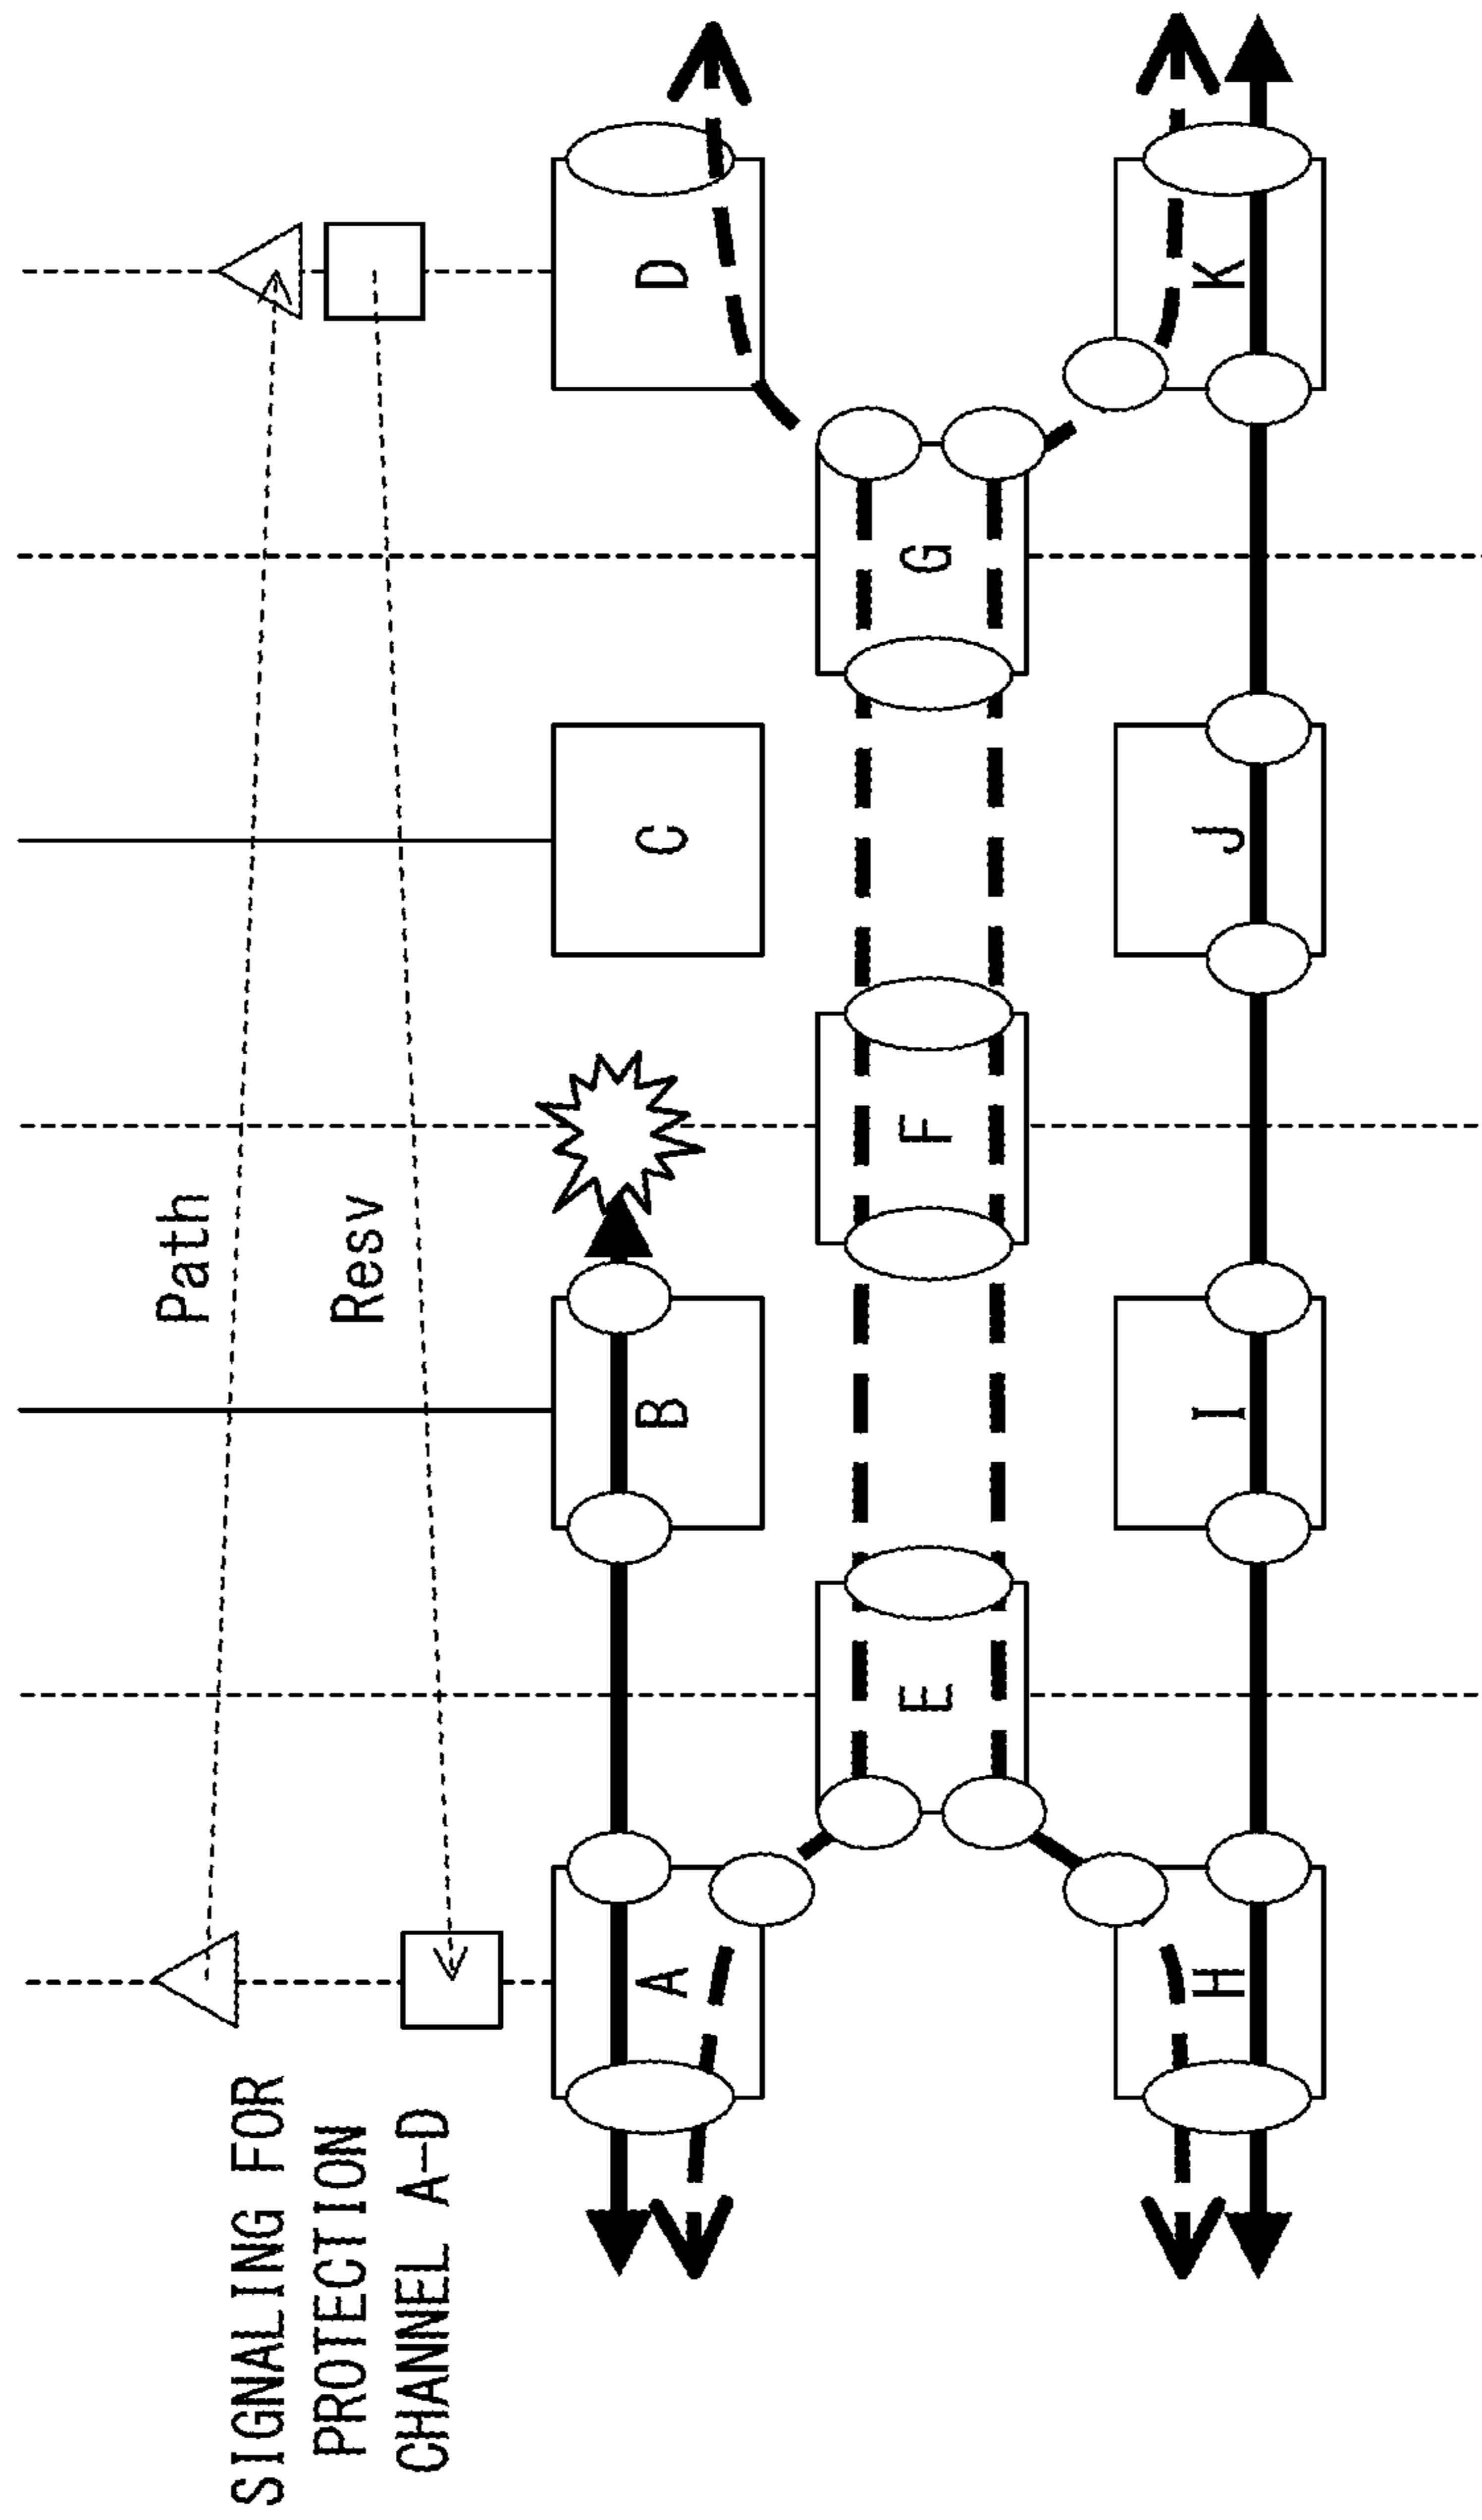 SIGNALING FOR
PROTECTION
CHANNEL A-D
Path
Resv
A
B
C
D
E
F
G
H
I
J
K